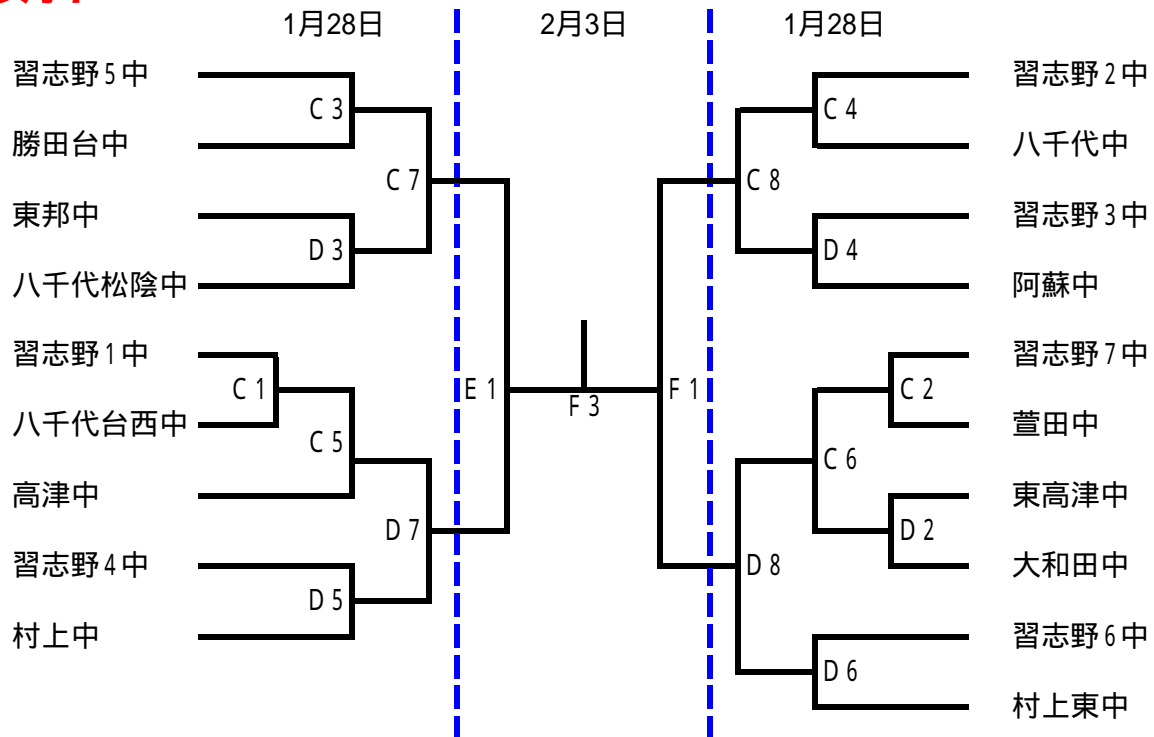 1月28日 2月3日 1月28日
習志野5中 習志野2中
C3 C4
勝田台中 八千代中
C7 C8
東邦中 習志野3中
D3 D4
八千代松陰中 阿蘇中
習志野1中 習志野7中
C1 E1 F3 F1 C2
八千代台西中 萱田中
C5 C6
高津中 東高津中
D7 D2
習志野4中 大和田中
D5 D8
村上中 習志野6中
D6
村上東中